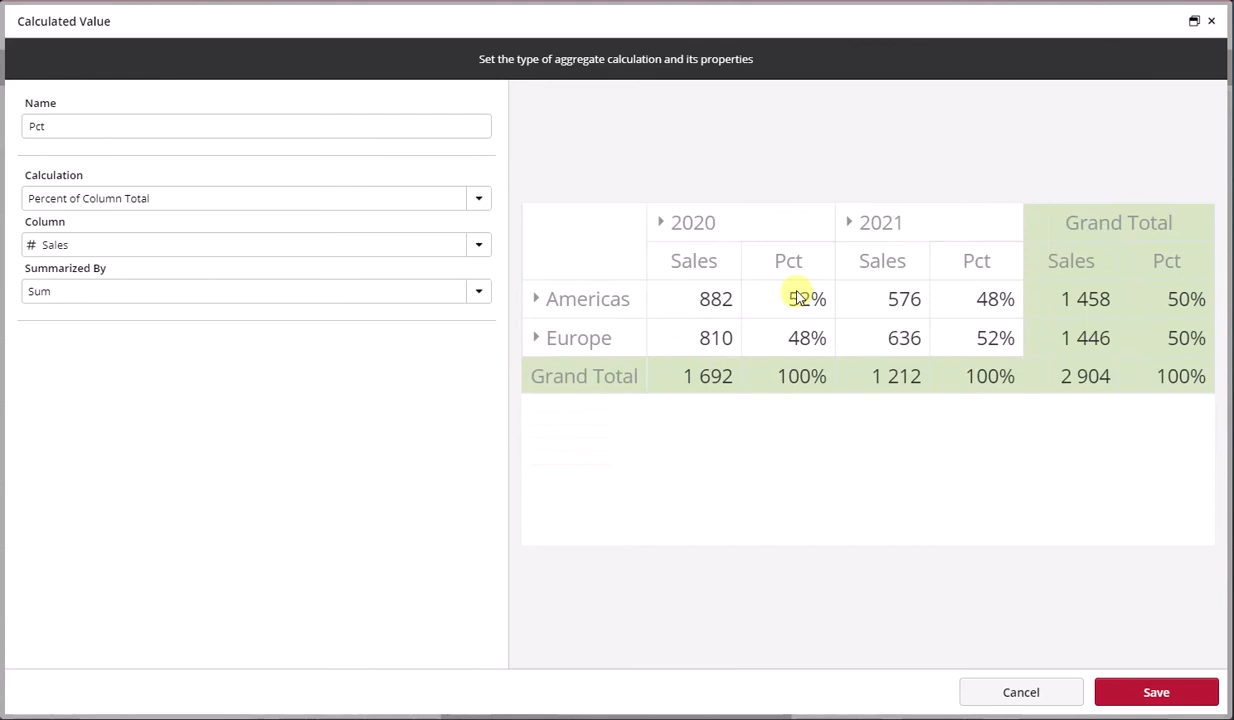 Calculated Value
Set the type of aggregate calculation and its properties
Name
Pct
Calculation
Percent of Column Total
Column
# Sales
Summarized By
Sum
2020 2021 Grand Total
Sales Pct Sales Pct Sales Pct
Americas 882 52% 576 48% 1 458 50%
Europe 810 48% 636 52% 1 446 50%
Grand Total 1 692 100% 1 212 100% 2 904 100%
Cancel Save